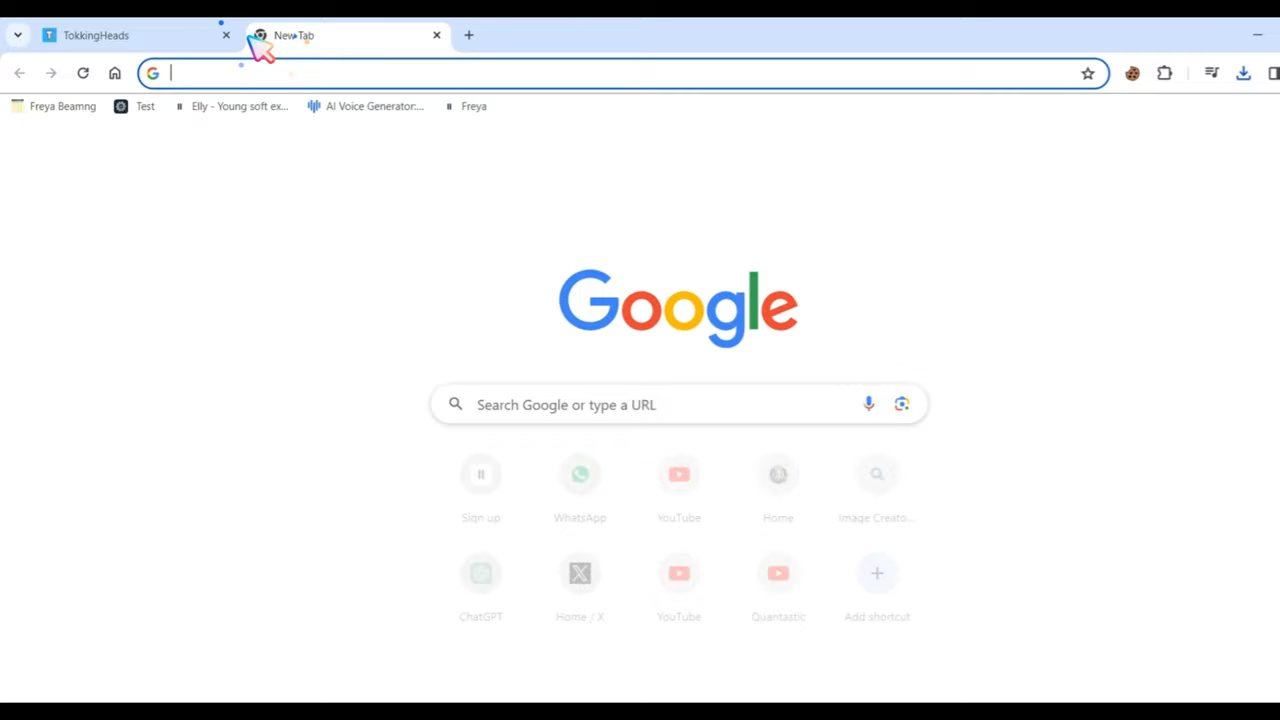 TokkingHeads
New Tab
Freya Beamng
Test
Elly - Young soft ex...
AI Voice Generator:...
Freya
Google
Search Google or type a URL
Sign up
WhatsApp
YouTube
Home
Image Creato...
ChatGPT
Home / X
YouTube
Quantastic
Add shortcut